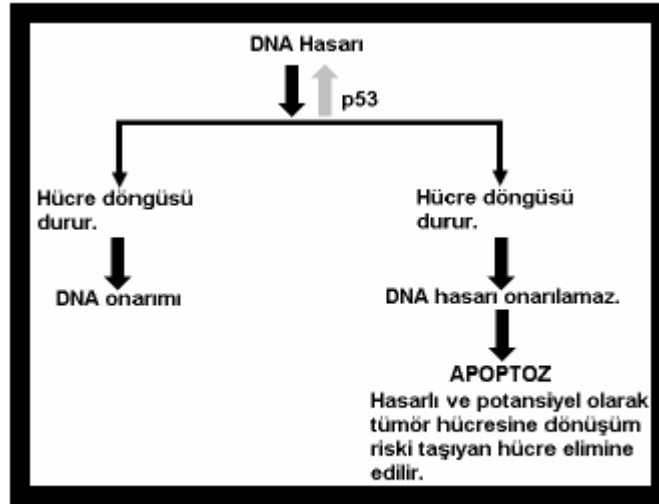 DNA Hasarı
p53
Hücre döngüsü
durur.
DNA onarımı
Hücre döngüsü
durur.
DNA hasarı onarılamaz.
APOPTOZ
Hasarlı ve potansiyel olarak
tümör hücresine dönüşüm
riski taşıyan hücre elimine
edilir.